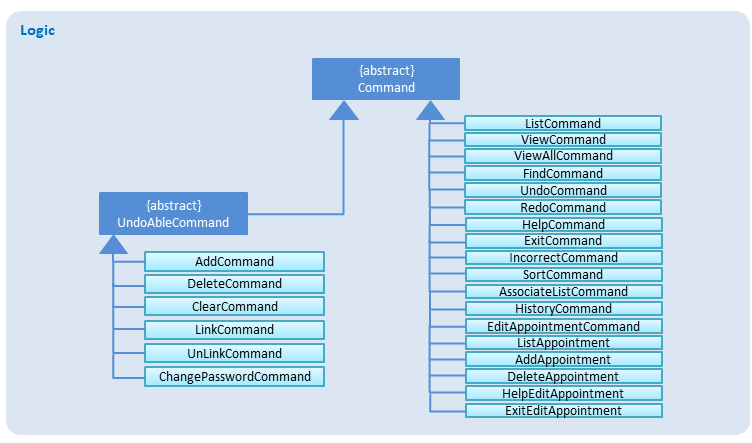 Logic
{abstract}
Command
{abstract}
UndoAbleCommand
AddCommand
DeleteCommand
ClearCommand
LinkCommand
UnLinkCommand
ChangePasswordCommand
ListCommand
ViewCommand
ViewAllCommand
FindCommand
UndoCommand
RedoCommand
HelpCommand
ExitCommand
IncorrectCommand
SortCommand
AssociateListCommand
HistoryCommand
EditAppointmentCommand
ListAppointment
AddAppointment
DeleteAppointment
HelpEditAppointment
ExitEditAppointment